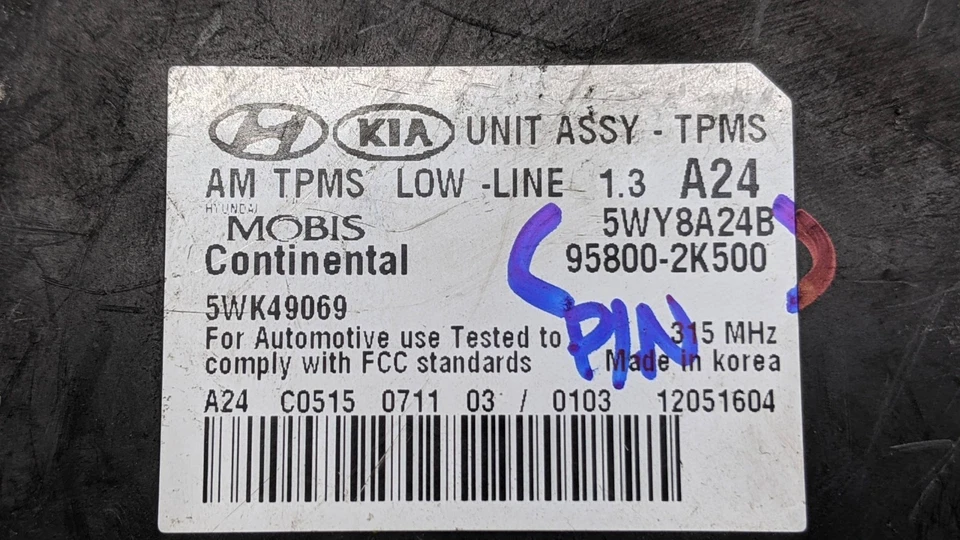 H KIA UNIT ASSY - TPMS
AM TPMS LOW -LINE 1.3 A24
HYUNDAI
MOBIS 5WY8A24B
Continental 95800-2K500
5WK49069 PIN
For Automotive use Tested to 315 MHz
comply with FCC standards Made in korea
A24 C0515 0711 03 / 0103 12051604